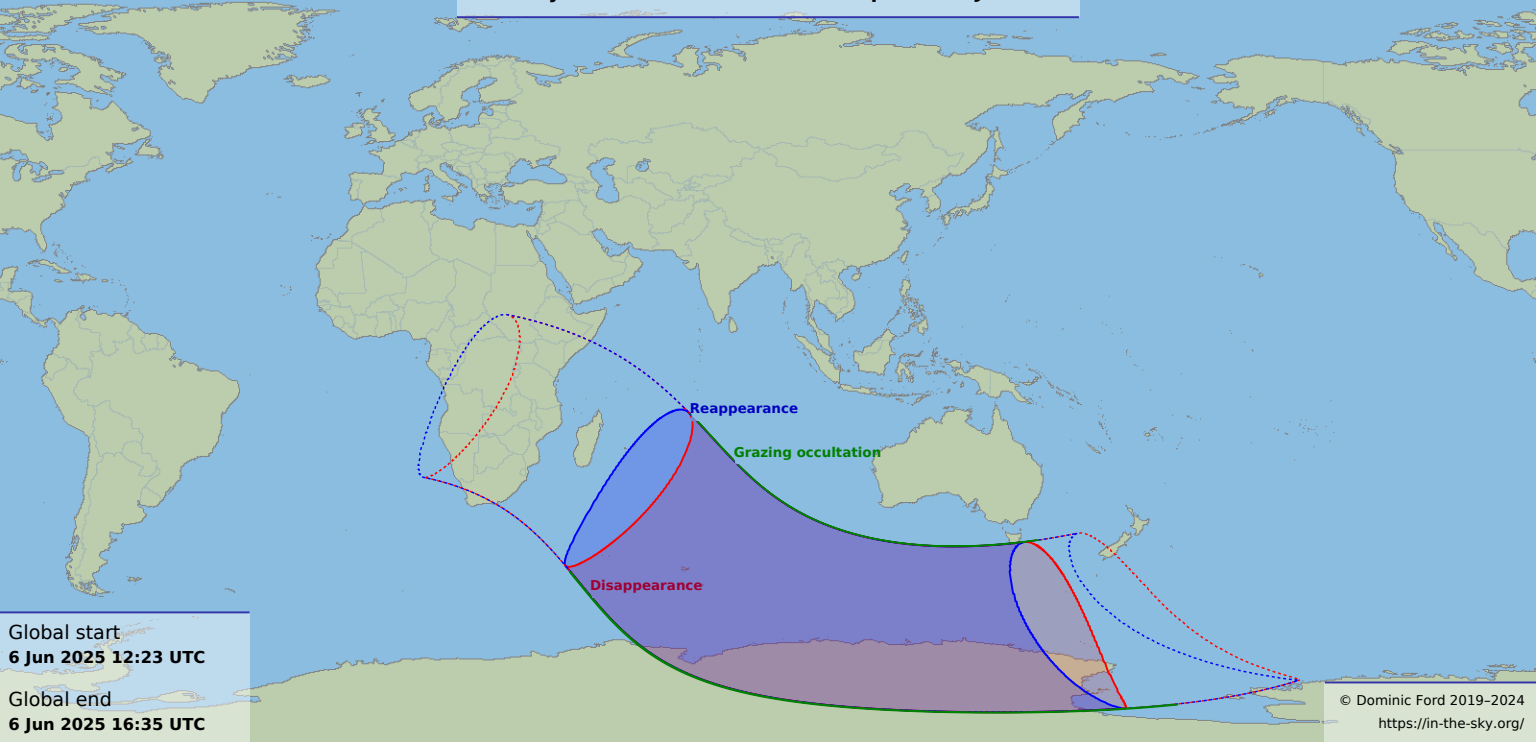 Reappearance
Grazing occultation
Disappearance
Global start
6 Jun 2025 12:23 UTC
Global end
6 Jun 2025 16:35 UTC
© Dominic Ford 2019–2024
https://in-the-sky.org/